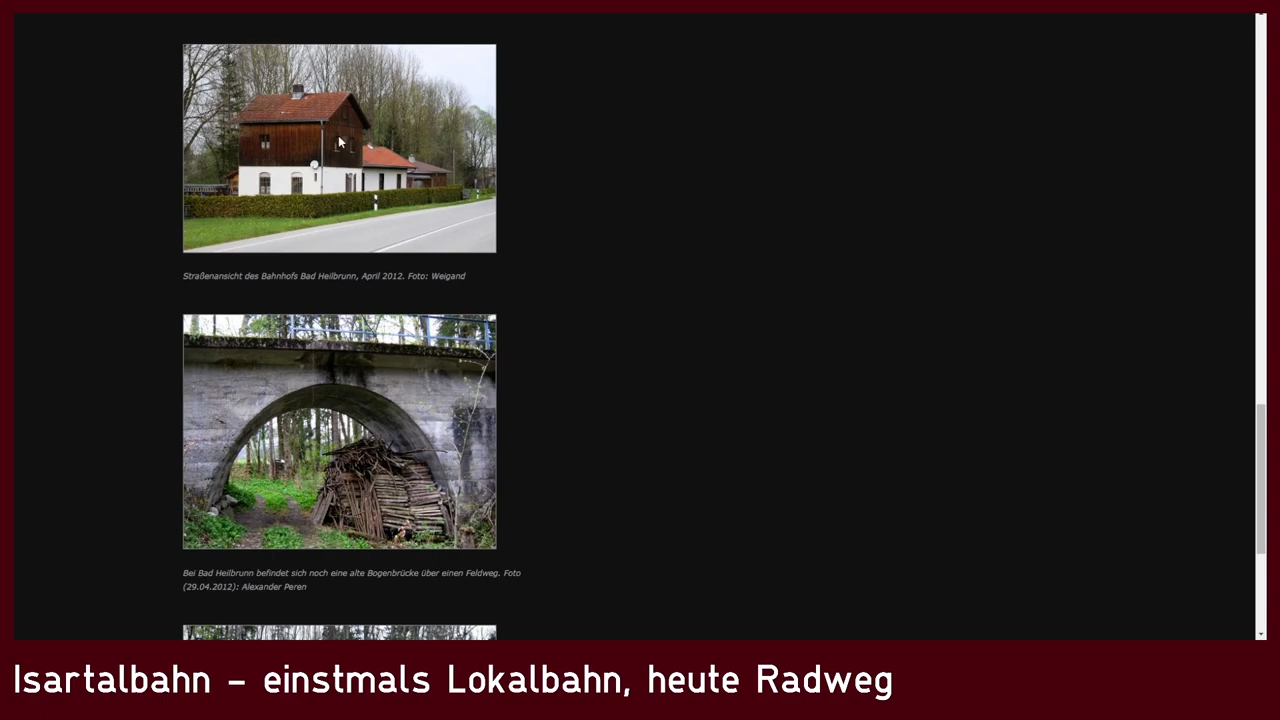 Straßenansicht des Bahnhofs Bad Heilbrunn, April 2012. Foto: Weigand
Bei Bad Heilbrunn befindet sich noch eine alte Bogenbrücke über einen Feldweg. Foto
(29.04.2012): Alexander Peren
Isartalbahn – einstmals Lokalbahn, heute Radweg